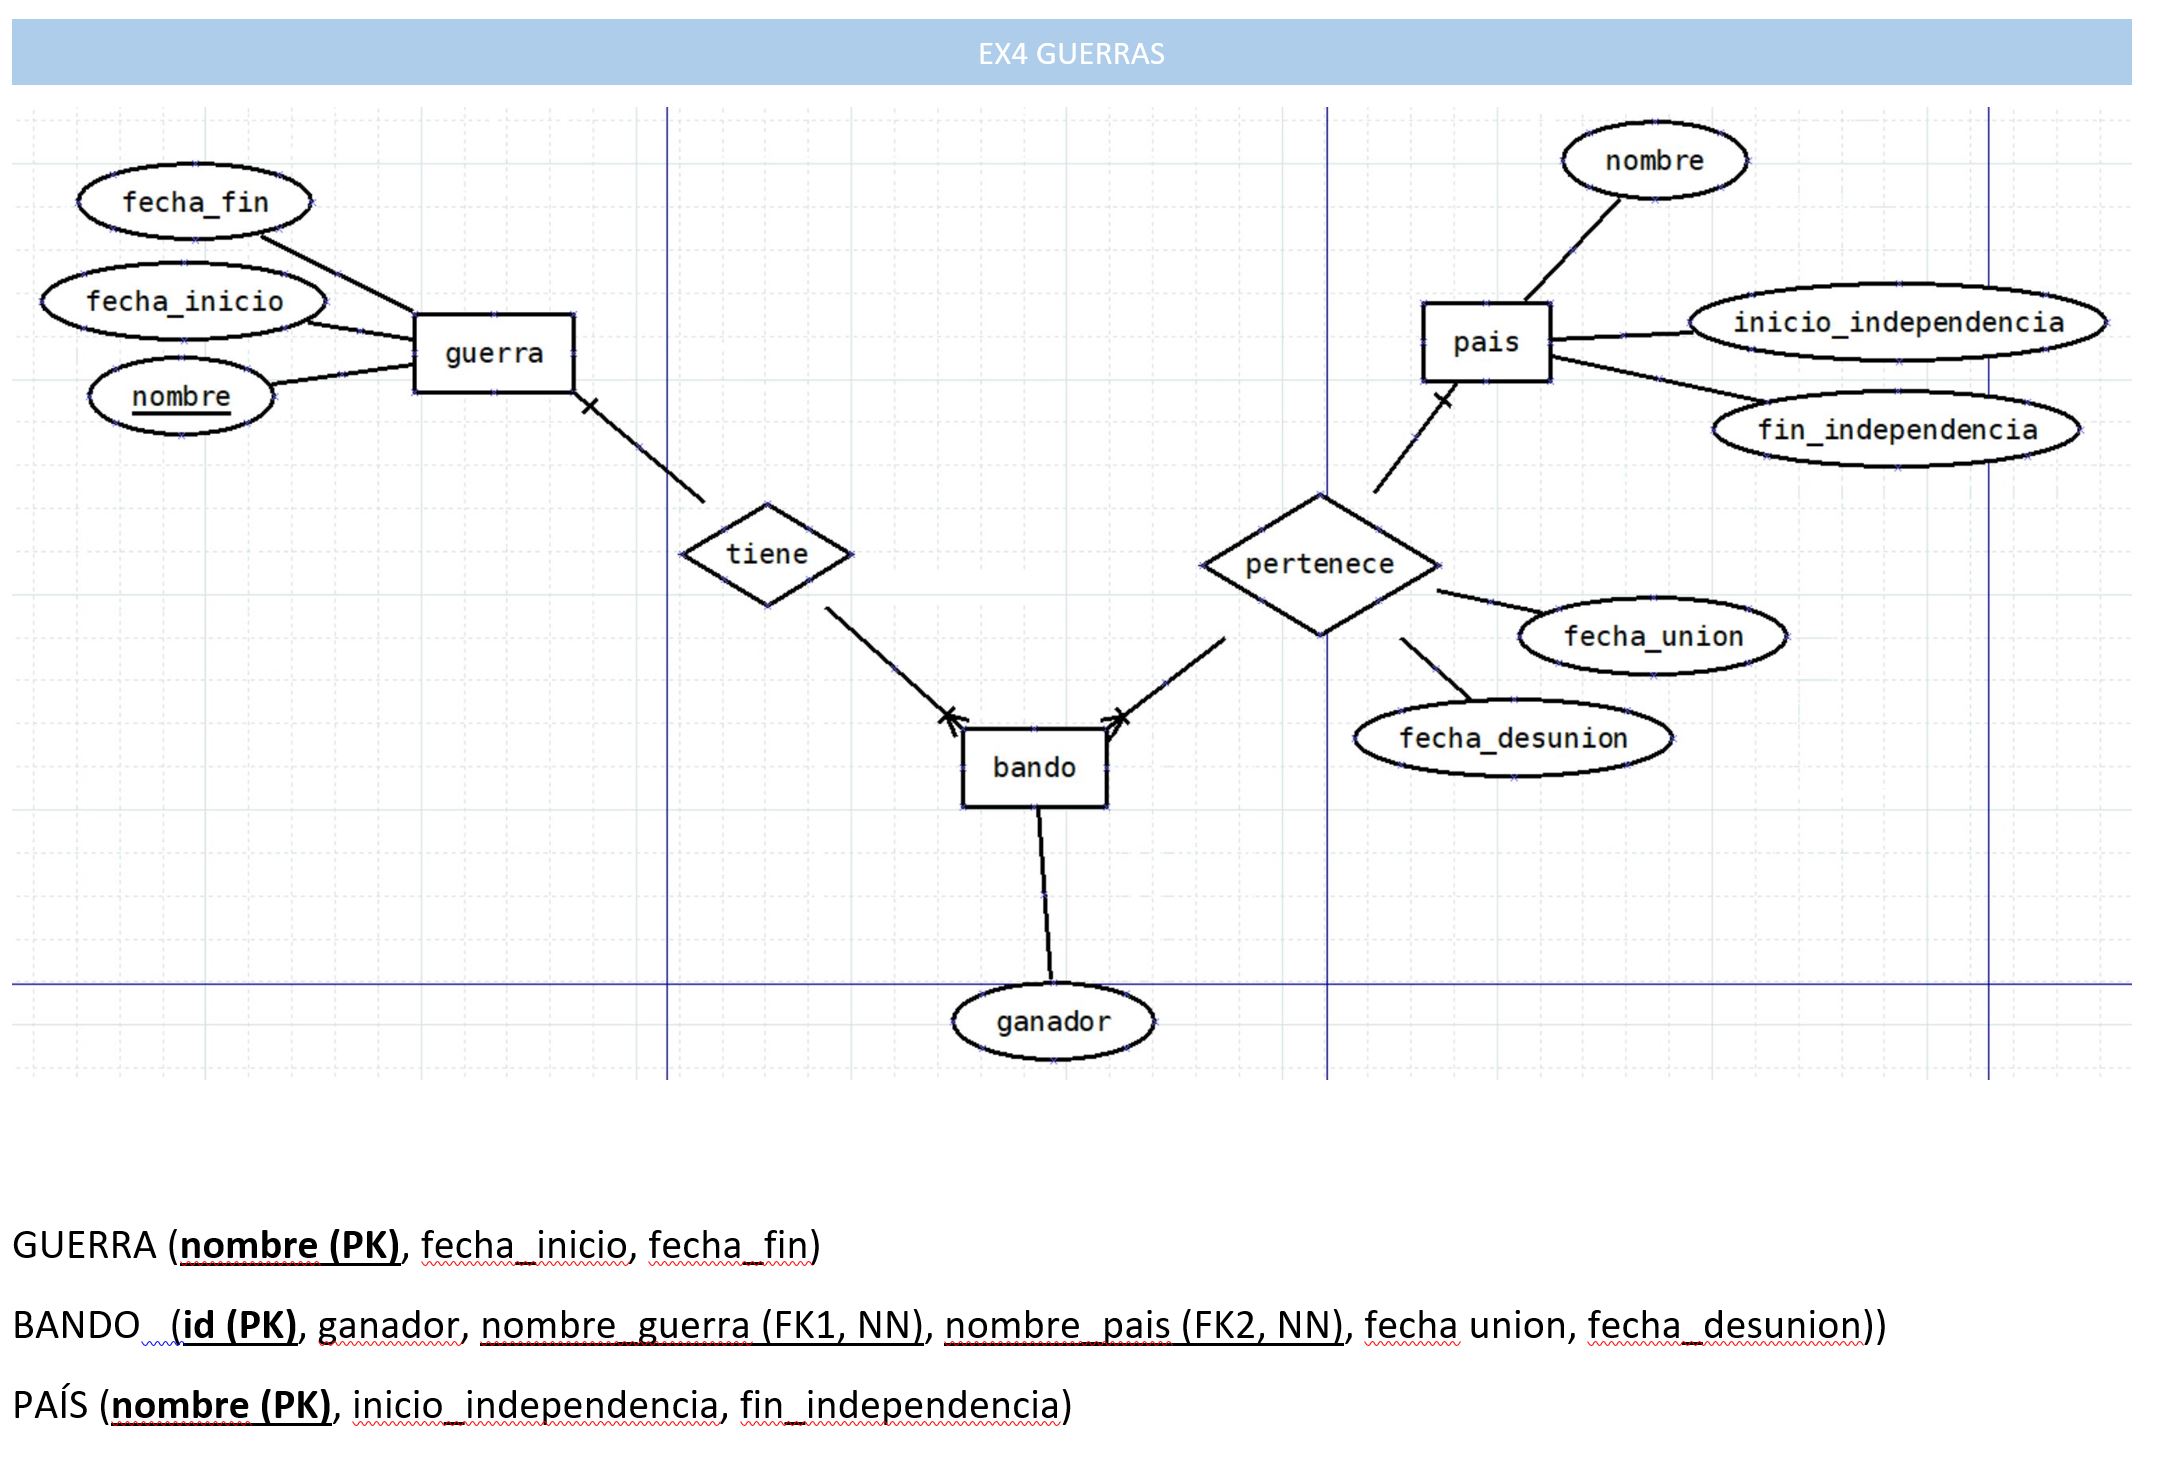 EX4 GUERRAS
nombre
fecha_fin
fecha_inicio
inicio_independencia
guerra
pais
nombre
fin_independencia
tiene
pertenece
fecha_union
fecha_desunion
bando
ganador
GUERRA (nombre (PK), fecha_inicio, fecha_fin)
BANDO (id (PK), ganador, nombre_guerra (FK1, NN), nombre_pais (FK2, NN), fecha union, fecha_desunion))
PAÍS (nombre (PK), inicio_independencia, fin_independencia)